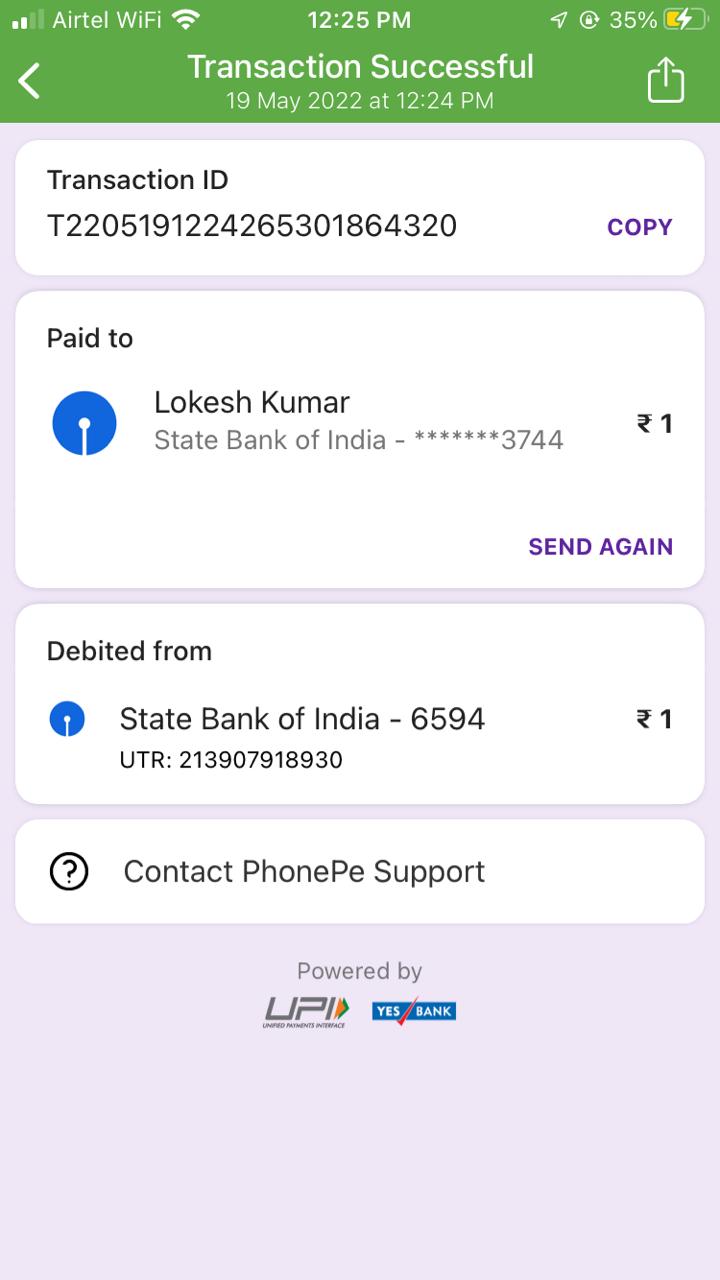 Airtel WiFi 12:25 PM 35%
Transaction Successful
19 May 2022 at 12:24 PM
Transaction ID
T2205191224265301864320 COPY
Paid to
Lokesh Kumar
₹ 1
State Bank of India - *******3744
SEND AGAIN
Debited from
State Bank of India - 6594 ₹ 1
UTR: 213907918930
Contact PhonePe Support
Powered by
UPI YES BANK
UNIFIED PAYMENTS INTERFACE